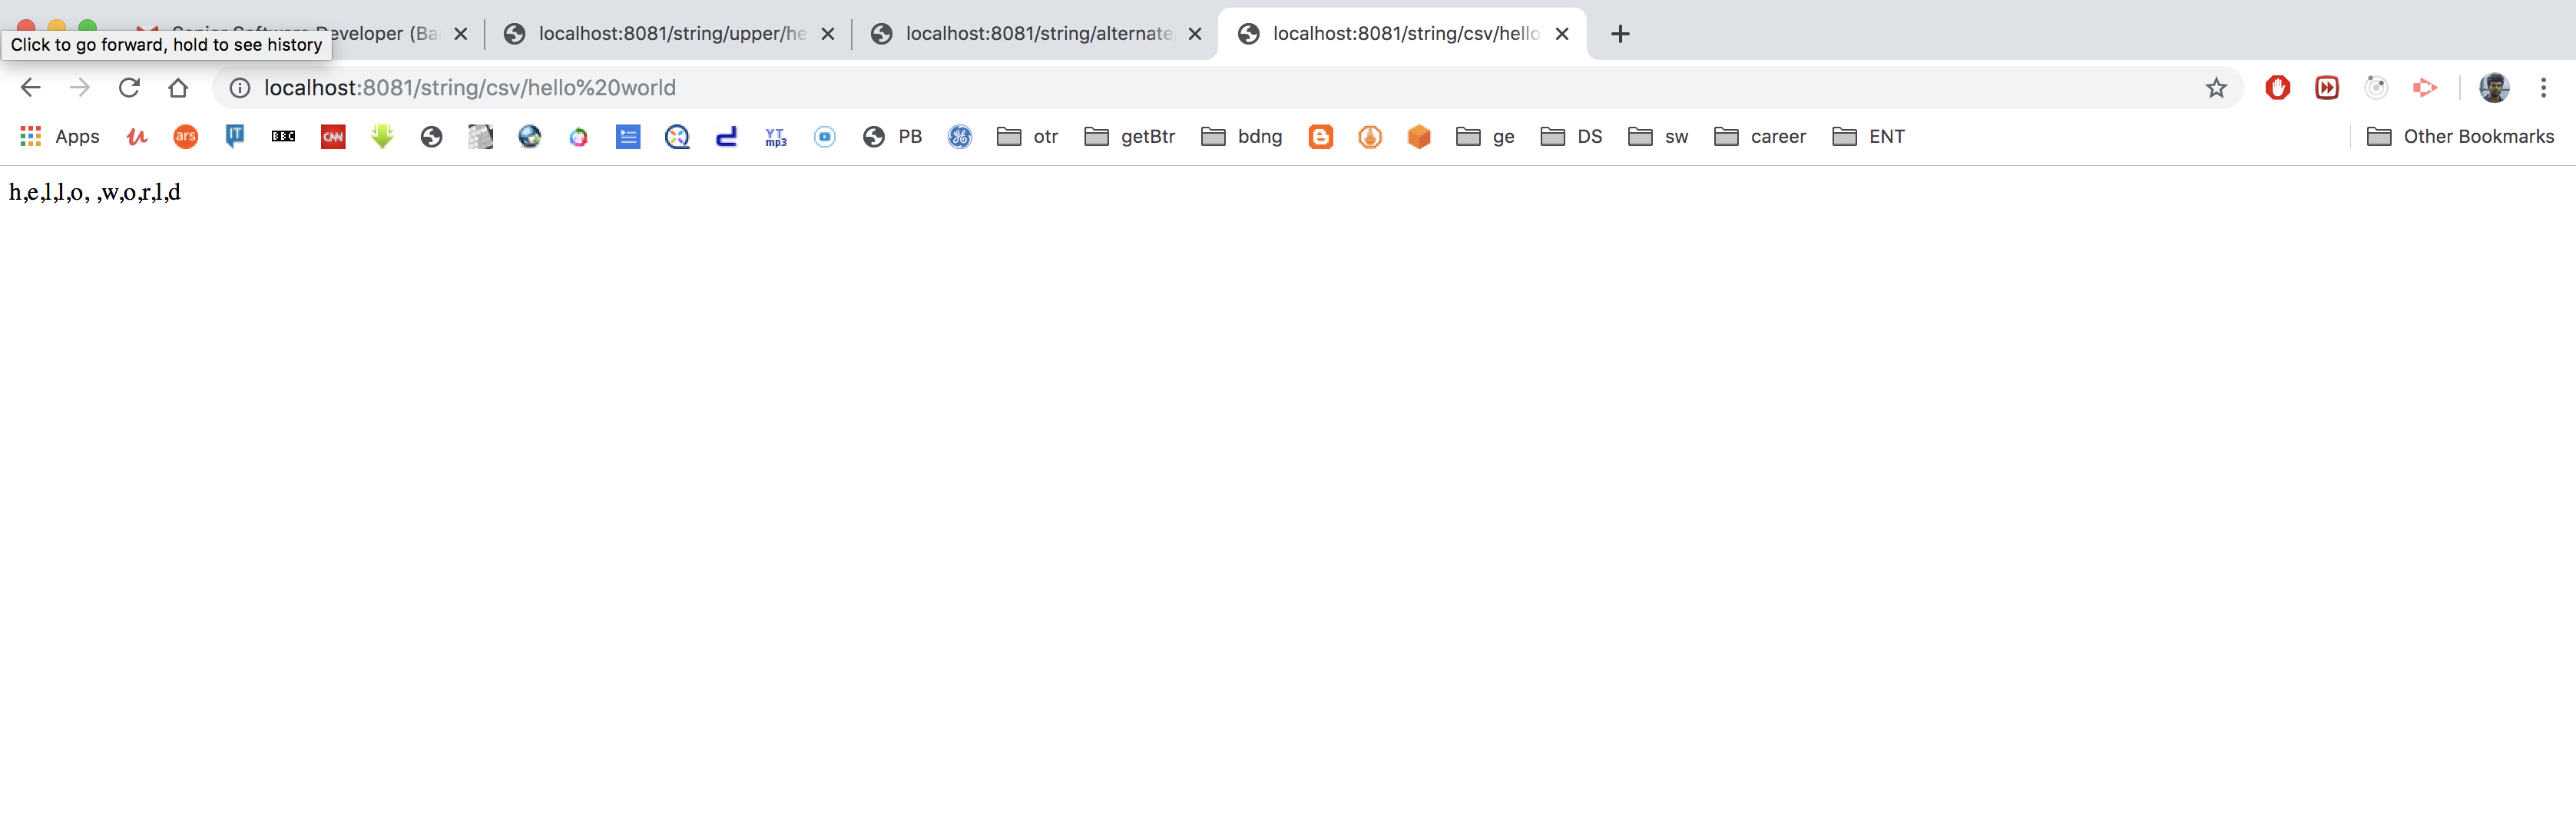 Developer (Ba
localhost:8081/string/upper/he
localhost:8081/string/alternate
localhost:8081/string/csv/hello
Click to go forward, hold to see history
localhost:8081/string/csv/hello%20world
Apps ars IT BBC CNN YT mp3 PB otr getBtr bdng ge DS sw career ENT Other Bookmarks
h,e,l,l,o, ,w,o,r,l,d